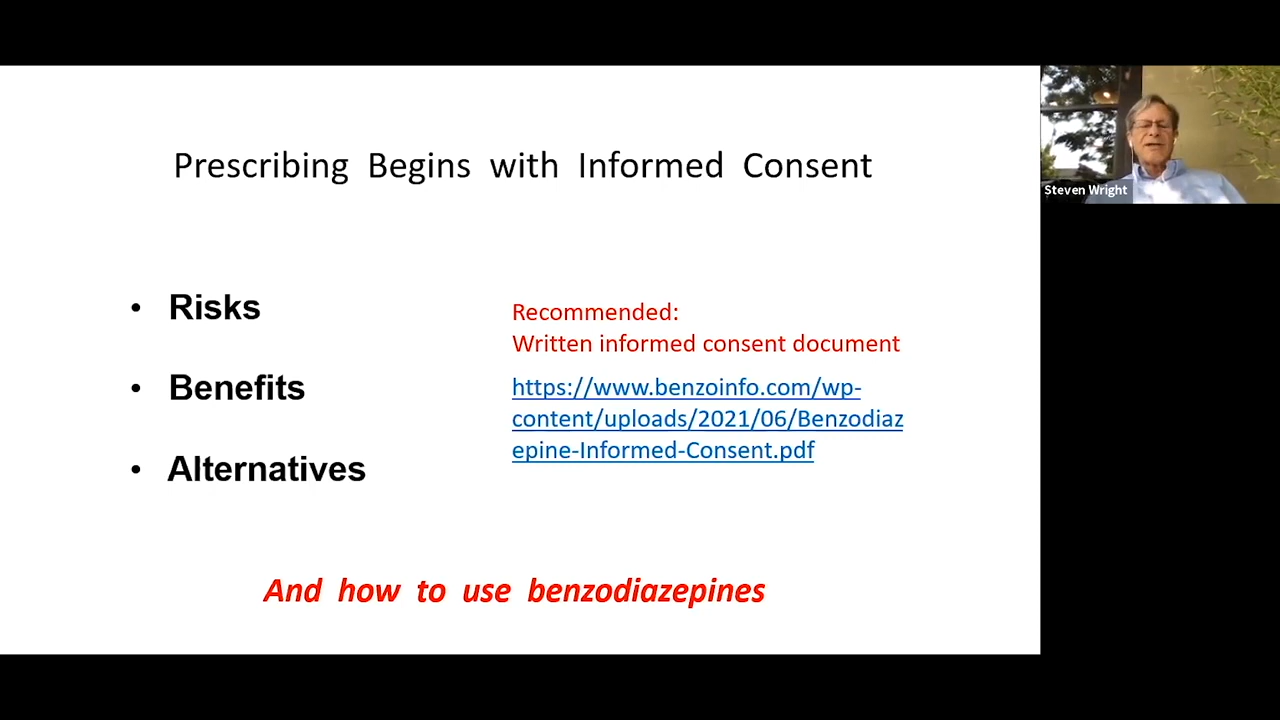 Prescribing Begins with Informed Consent
• Risks
• Benefits
• Alternatives
Recommended:
Written informed consent document
https://www.benzoinfo.com/wp-
content/uploads/2021/06/Benzodiaz
epine-Informed-Consent.pdf
And how to use benzodiazepines
Steven Wright